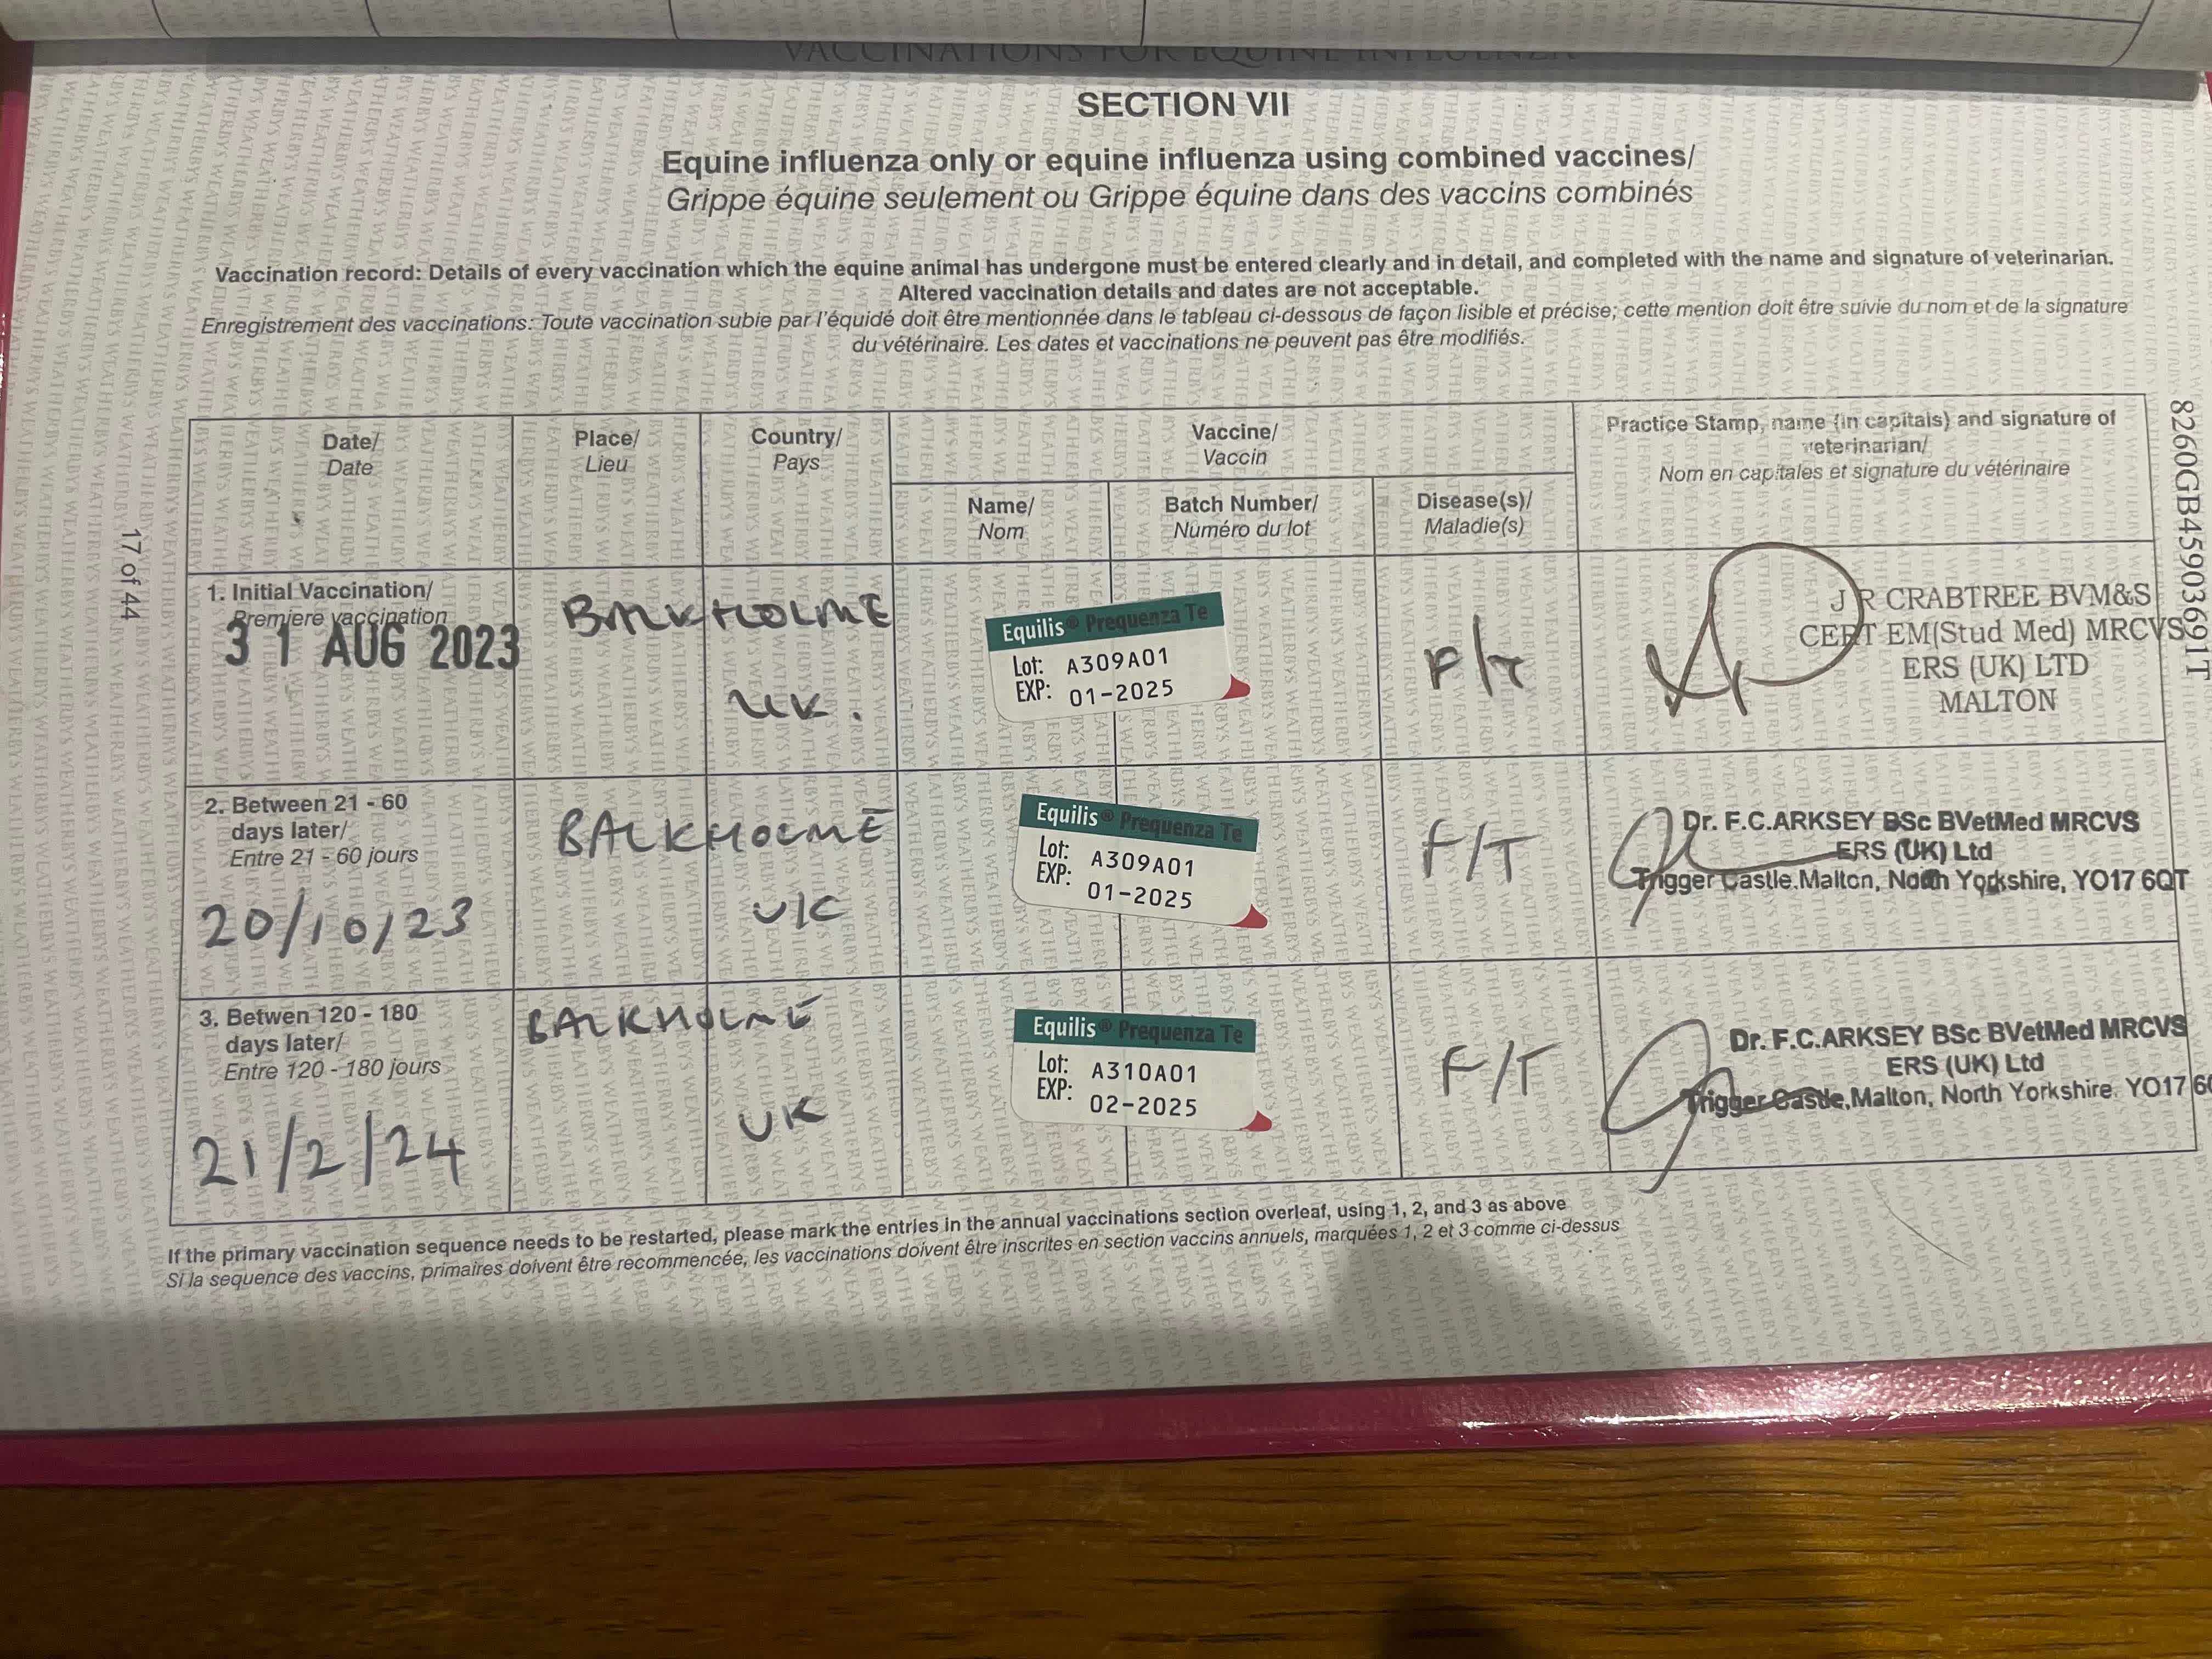 VACCINATIONS FOR EQUINE INFLUENZA
SECTION VII
Equine influenza only or equine influenza using combined vaccines/
Grippe équine seulement ou Grippe équine dans des vaccins combinés
Vaccination record: Details of every vaccination which the equine animal has undergone must be entered clearly and in detail, and completed with the name and signature of veterinarian.
Altered vaccination details and dates are not acceptable.
Enregistrement des vaccinations: Toute vaccination subie par l'équidé doit être mentionnée dans le tableau ci-dessous de façon lisible et précise; cette mention doit être suivie du nom et de la signature
du vétérinaire. Les dates et vaccinations ne peuvent pas être modifiés.
Date/
Date
Place/
Lieu
Country/
Pays
Vaccine/
Vaccin
Practice Stamp, name (in capitals) and signature of
veterinarian/
Nom en capitales et signature du vétérinaire
Name/
Nom
Batch Number/
Numéro du lot
Disease(s)/
Maladie(s)
1. Initial Vaccination/
Premiere vaccination
31 AUG 2023
BALKHOLME
UK.
Equilis® Prequenza Te
Lot: A309A01
EXP: 01-2025
F/T
J R CRABTREE BVM&S
CERT EM(Stud Med) MRCVS
ERS (UK) LTD
MALTON
2. Between 21 - 60
days later/
Entre 21 - 60 jours
20/10/23
BALKHOLME
UK
Equilis® Prequenza Te
Lot: A309A01
EXP: 01-2025
F/T
Dr. F.C.ARKSEY BSc BVetMed MRCVS
ERS (UK) Ltd
Trigger Castle.Malton, North Yorkshire, YO17 6QT
3. Betwen 120 - 180
days later/
Entre 120 - 180 jours
21/2/24
BALKHOLME
UK
Equilis® Prequenza Te
Lot: A310A01
EXP: 02-2025
F/T
Dr. F.C.ARKSEY BSc BVetMed MRCVS
ERS (UK) Ltd
Trigger Castle,Malton, North Yorkshire. YO17 6
If the primary vaccination sequence needs to be restarted, please mark the entries in the annual vaccinations section overleaf, using 1, 2, and 3 as above
Si la sequence des vaccins, primaires doivent être recommencée, les vaccinations doivent être inscrites en section vaccins annuels, marquées 1, 2 et 3 comme ci-dessus
17 of 44
8260GB45903691T